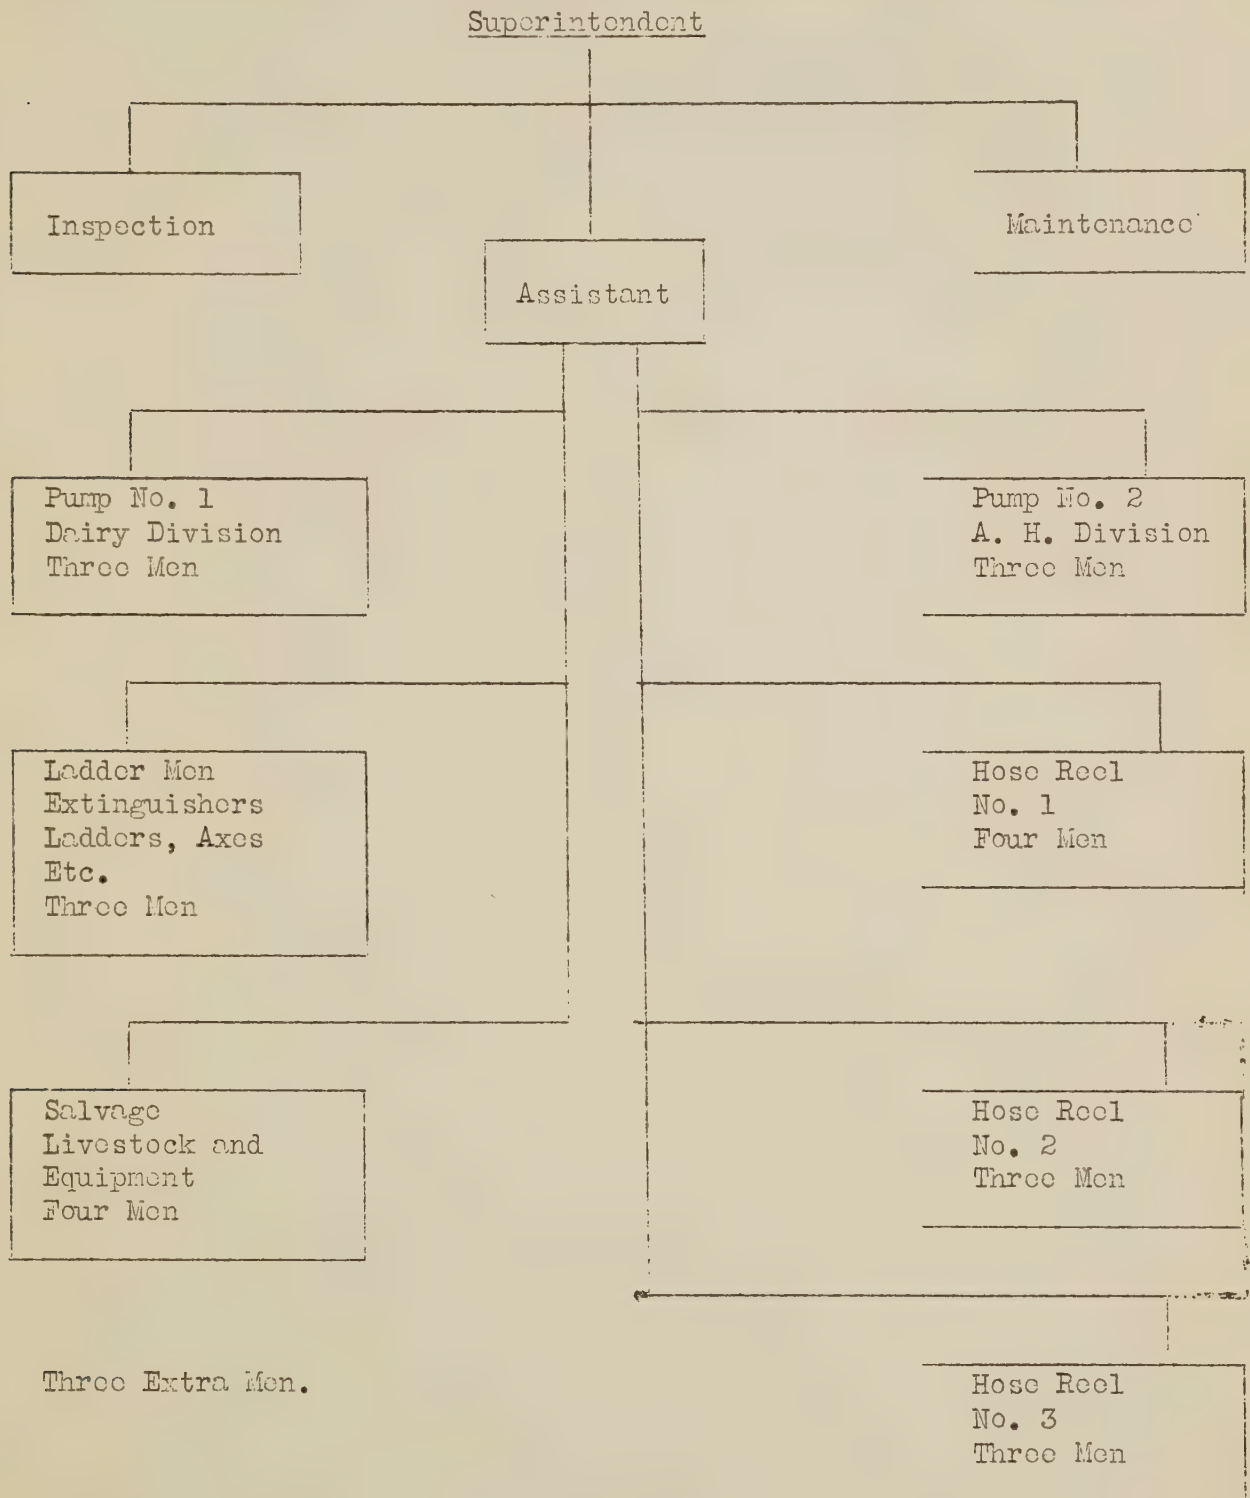 Superintendent
Inspection
Maintenance
Assistant
Pump No. 1
Dairy Division
Three Men
Pump No. 2
A. H. Division
Three Men
Ladder Men
Extinguishers
Ladders, Axes
Etc.
Three Men
Hose Reel
No. 1
Four Men
Salvage
Livestock and
Equipment
Four Men
Hose Reel
No. 2
Three Men
Three Extra Men.
Hose Reel
No. 3
Three Men